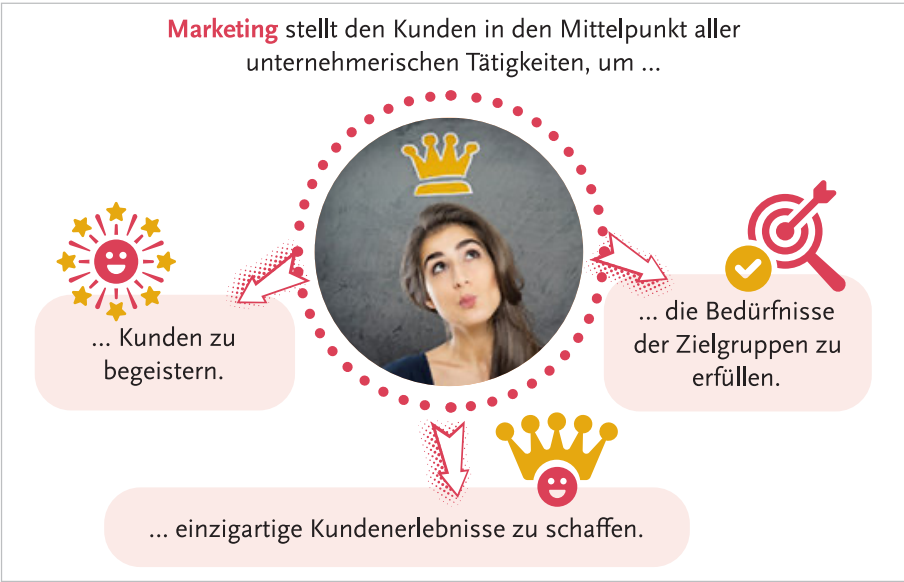 Marketing stellt den Kunden in den Mittelpunkt aller
unternehmerischen Tätigkeiten, um ...
... Kunden zu
begeistern.
... die Bedürfnisse
der Zielgruppen zu
erfüllen.
... einzigartige Kundenerlebnisse zu schaffen.